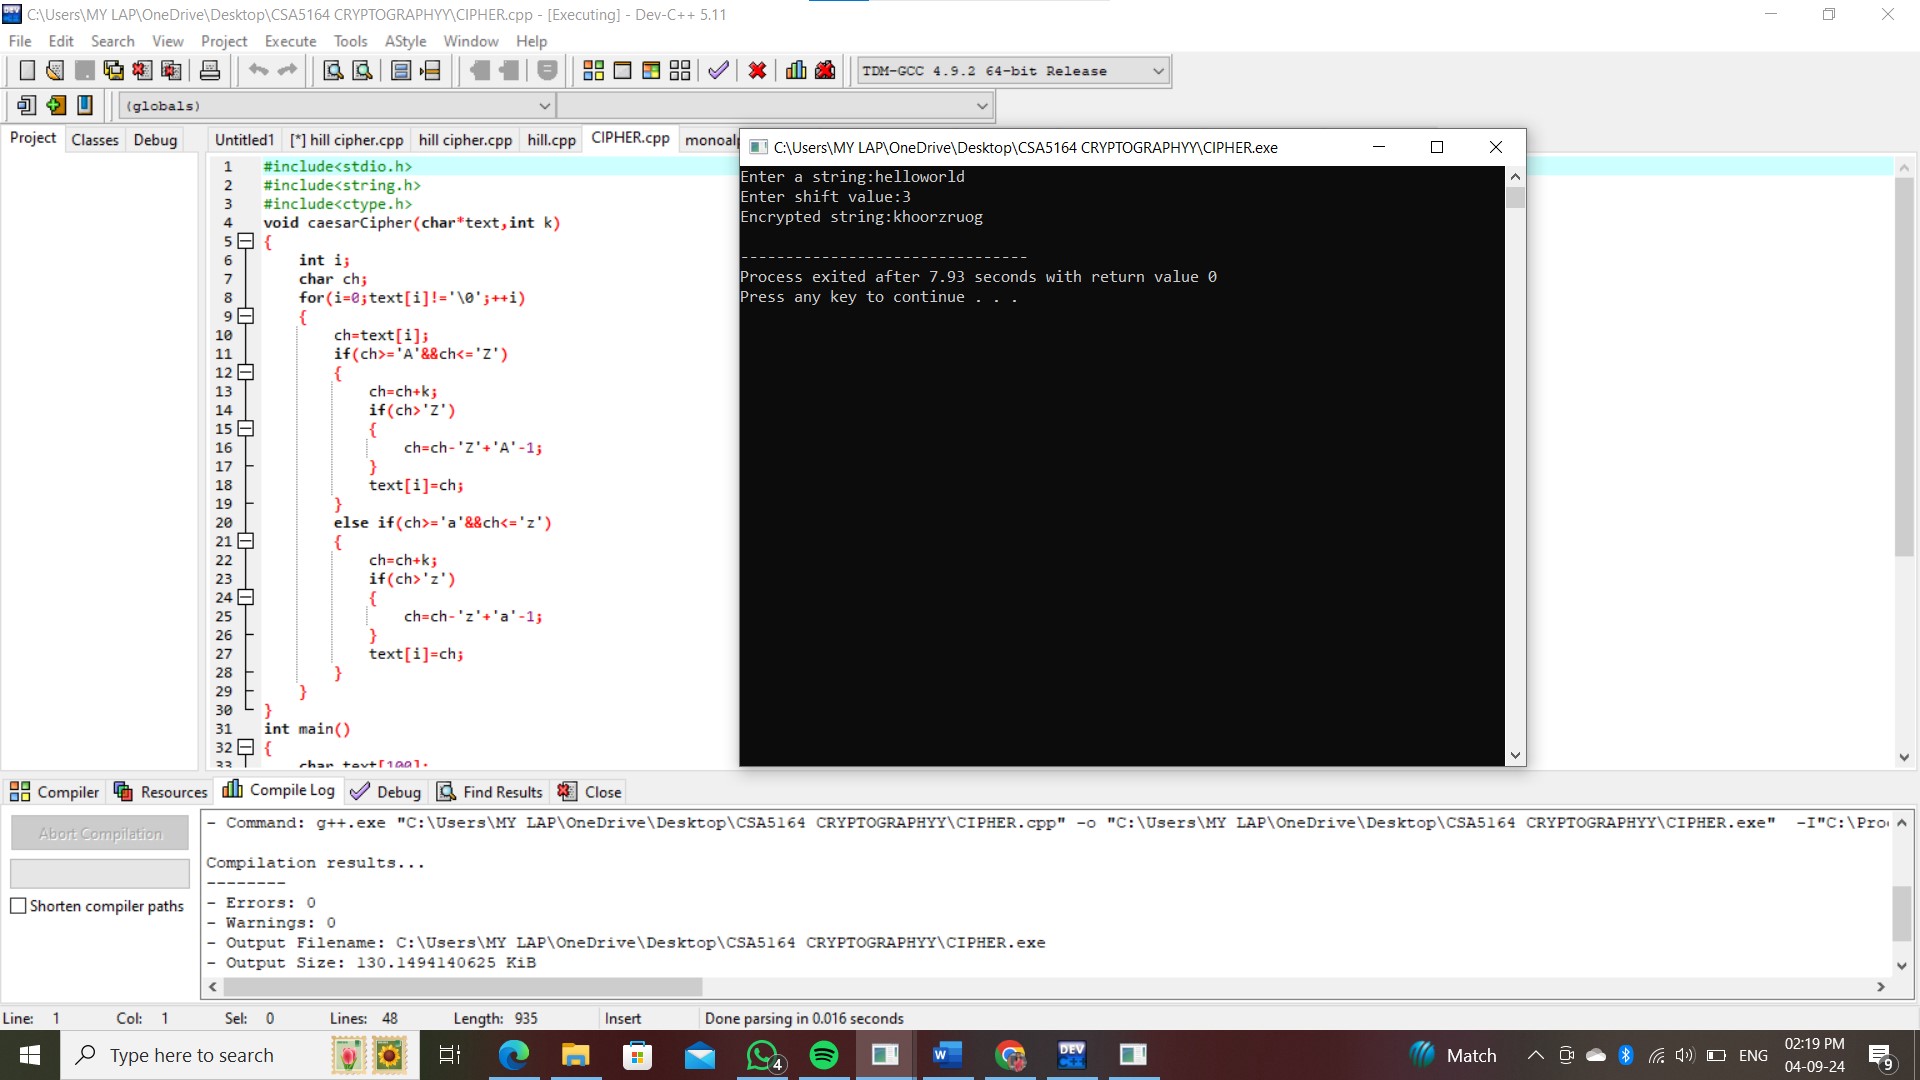 C:\Users\MY LAP\OneDrive\Desktop\CSA5164 CRYPTOGRAPHYY\CIPHER.cpp - [Executing] - Dev-C++ 5.11
File Edit Search View Project Execute Tools AStyle Window Help
TDM-GCC 4.9.2 64-bit Release
(globals)
Project Classes Debug
Untitled1 [*] hill cipher.cpp hill cipher.cpp hill.cpp CIPHER.cpp
1 #include<stdio.h>
2 #include<string.h>
3 #include<ctype.h>
4 void caesarCipher(char*text,int k)
5 {
6 int i;
7 char ch;
8 for(i=0;text[i]!='\0';++i)
9 {
10 ch=text[i];
11 if(ch>='A'&&ch<='Z')
12 {
13 ch=ch+k;
14 if(ch>'Z')
15 {
16 ch=ch-'Z'+'A'-1;
17 }
18 text[i]=ch;
19 }
20 else if(ch>='a'&&ch<='z')
21 {
22 ch=ch+k;
23 if(ch>'z')
24 {
25 ch=ch-'z'+'a'-1;
26 }
27 text[i]=ch;
28 }
29 }
30 }
31 int main()
32 {
33 char text[100];
C:\Users\MY LAP\OneDrive\Desktop\CSA5164 CRYPTOGRAPHYY\CIPHER.exe
Enter a string:helloworld
Enter shift value:3
Encrypted string:khoorzruog
--------------------------------
Process exited after 7.93 seconds with return value 0
Press any key to continue . . .
Compiler Resources Compile Log Debug Find Results Close
Abort Compilation
Shorten compiler paths
- Command: g++.exe "C:\Users\MY LAP\OneDrive\Desktop\CSA5164 CRYPTOGRAPHYY\CIPHER.cpp" -o "C:\Users\MY LAP\OneDrive\Desktop\CSA5164 CRYPTOGRAPHYY\CIPHER.exe" -I"C:\Pro
Compilation results...
--------
- Errors: 0
- Warnings: 0
- Output Filename: C:\Users\MY LAP\OneDrive\Desktop\CSA5164 CRYPTOGRAPHYY\CIPHER.exe
- Output Size: 130.1494140625 KiB
Line: 1 Col: 1 Sel: 0 Lines: 48 Length: 935 Insert Done parsing in 0.016 seconds
Type here to search
4
W
DEV
Match
ENG
02:19 PM
04-09-24
9